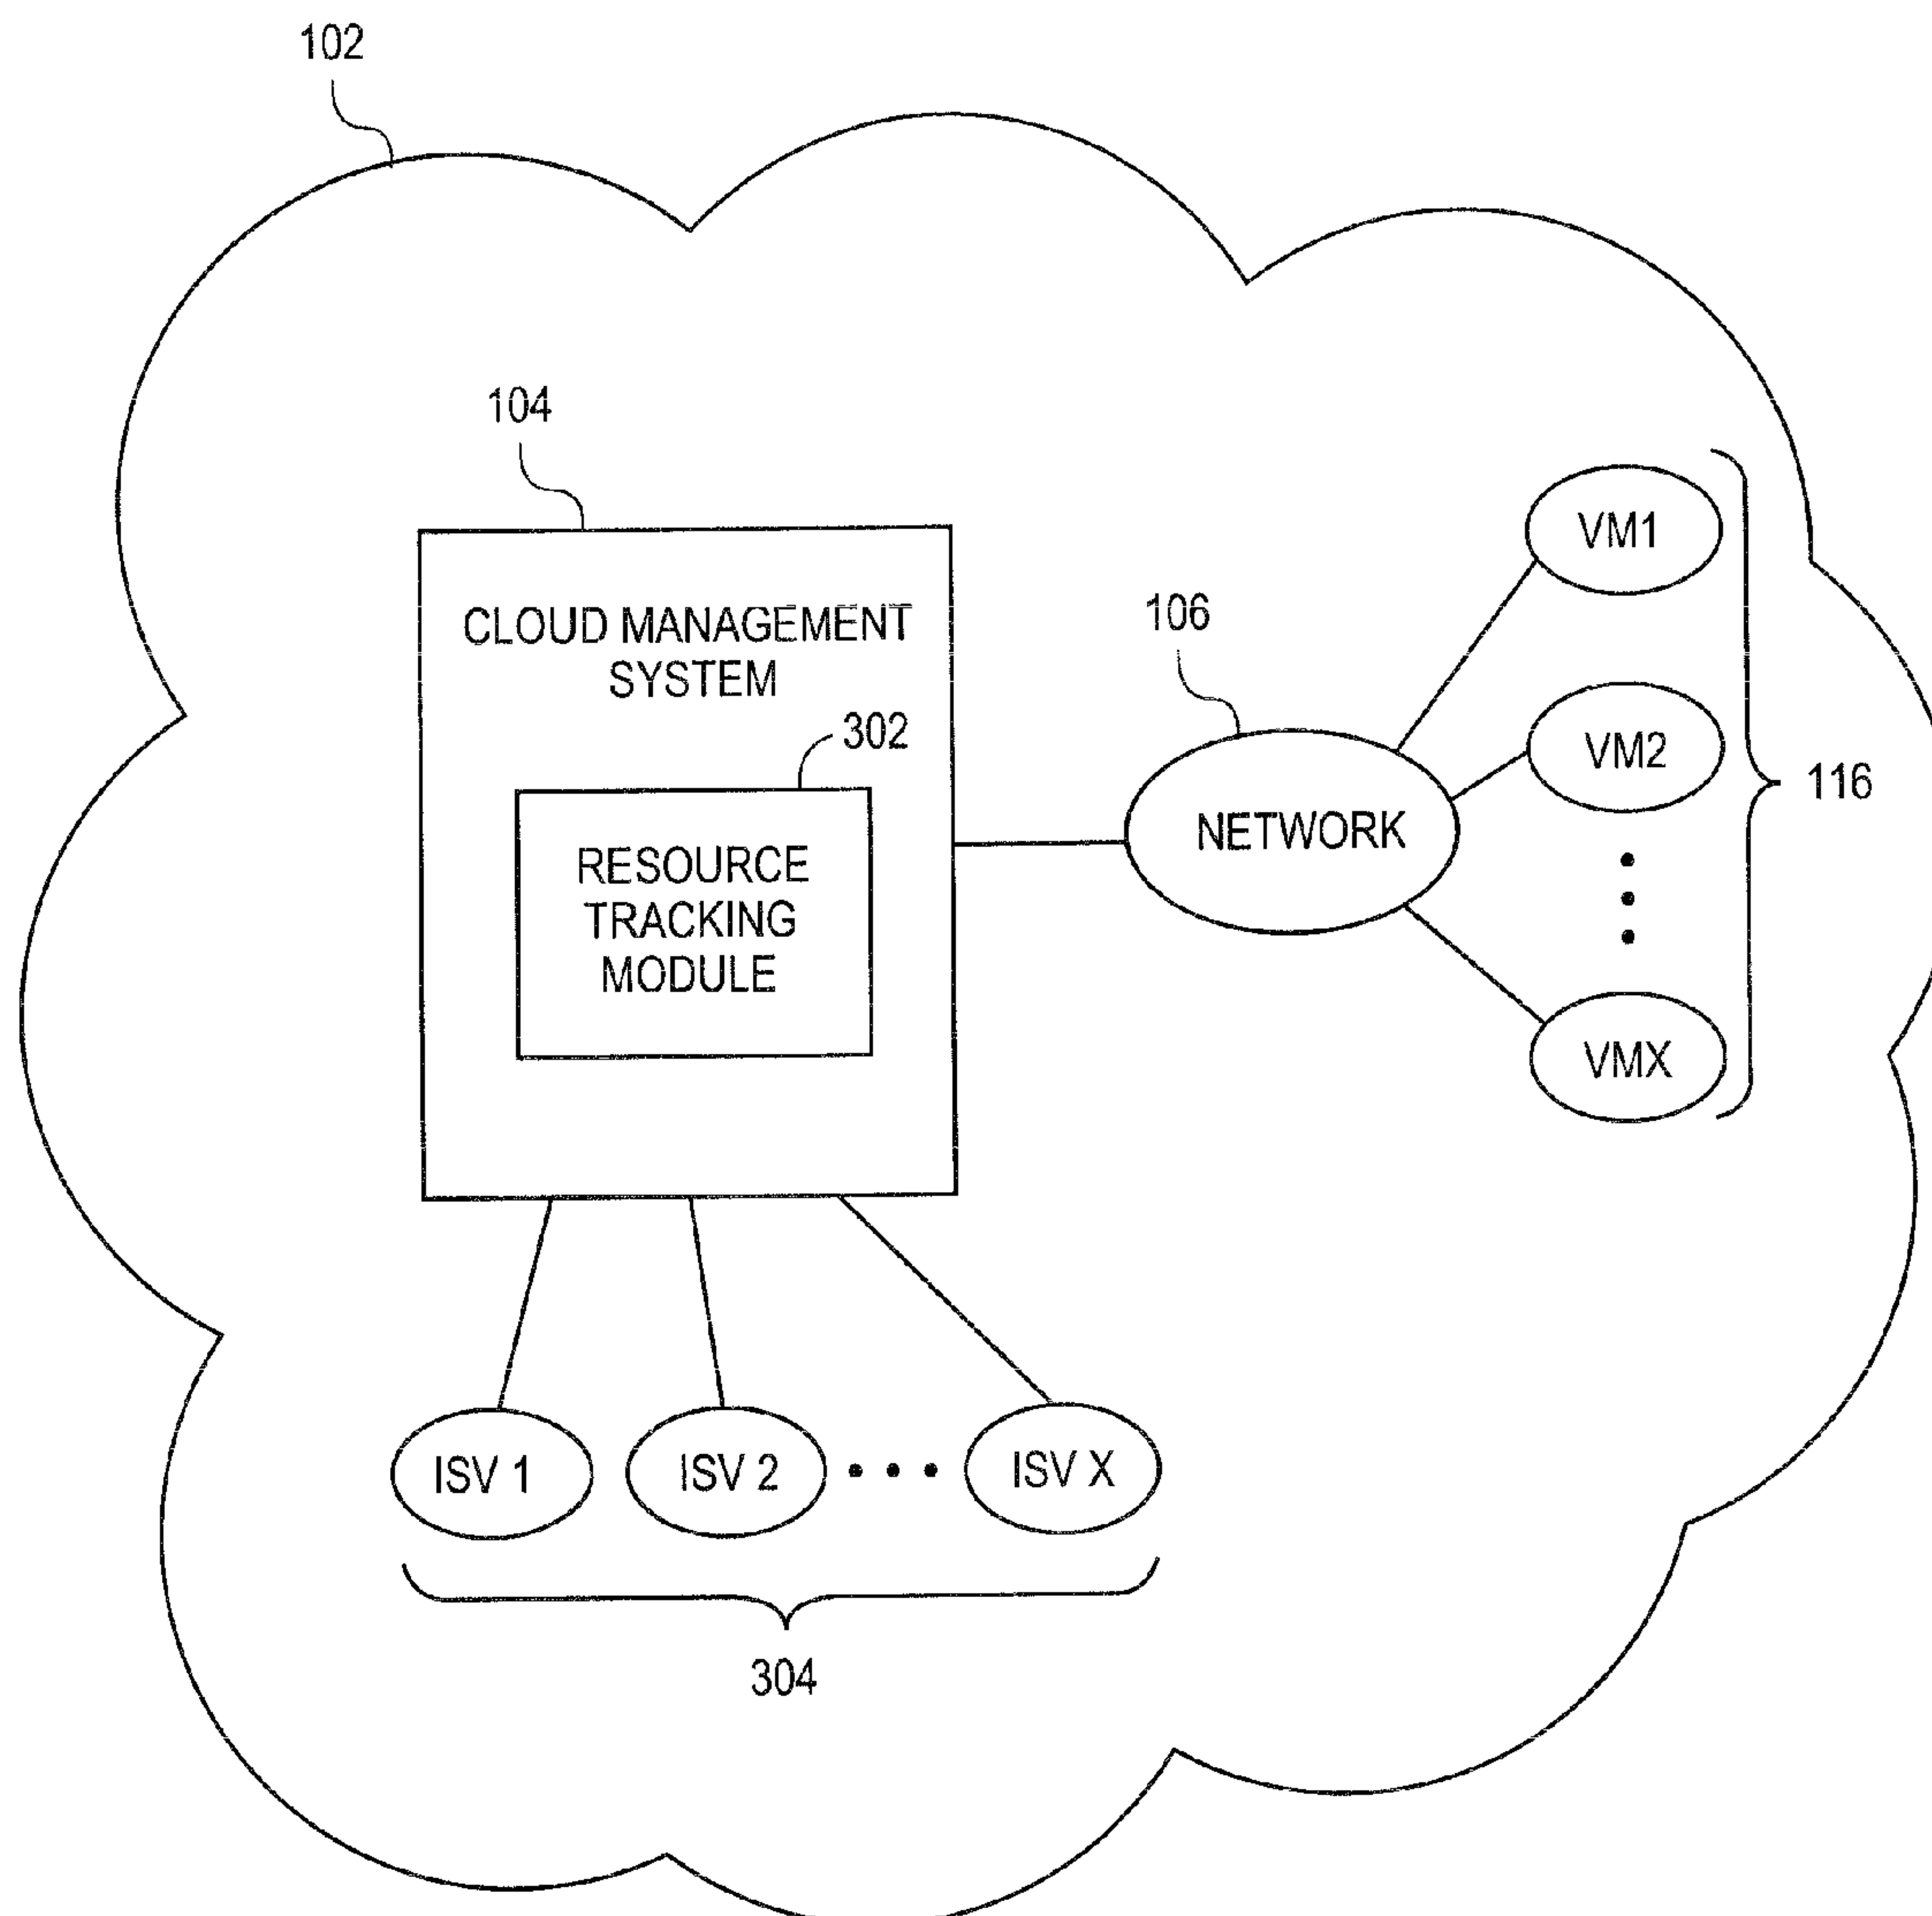 102
104
CLOUD MANAGEMENT
SYSTEM
302
RESOURCE
TRACKING
MODULE
106
NETWORK
VM1
VM2
VMX
116
ISV 1
ISV 2
ISV X
304